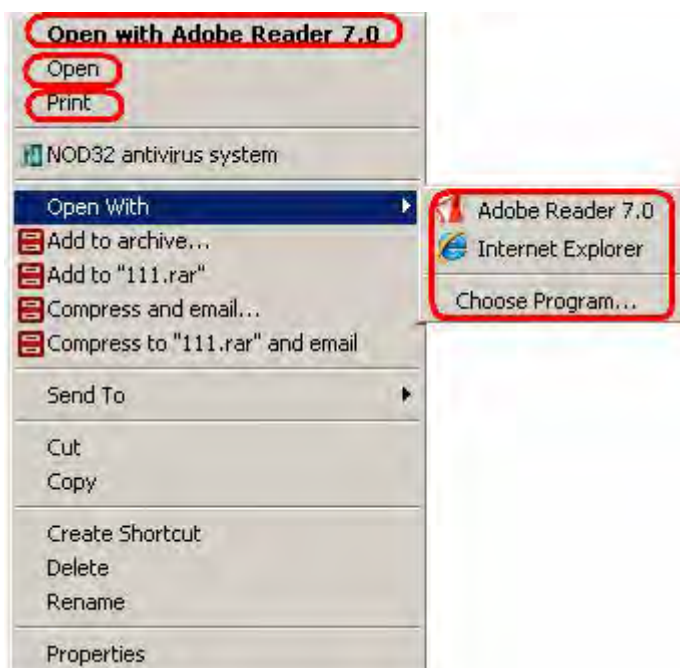 Open with Adobe Reader 7.0
Open
Print
NOD32 antivirus system
Open With
Adobe Reader 7.0
Internet Explorer
Choose Program...
Add to archive...
Add to "111.rar"
Compress and email...
Compress to "111.rar" and email
Send To
Cut
Copy
Create Shortcut
Delete
Rename
Properties